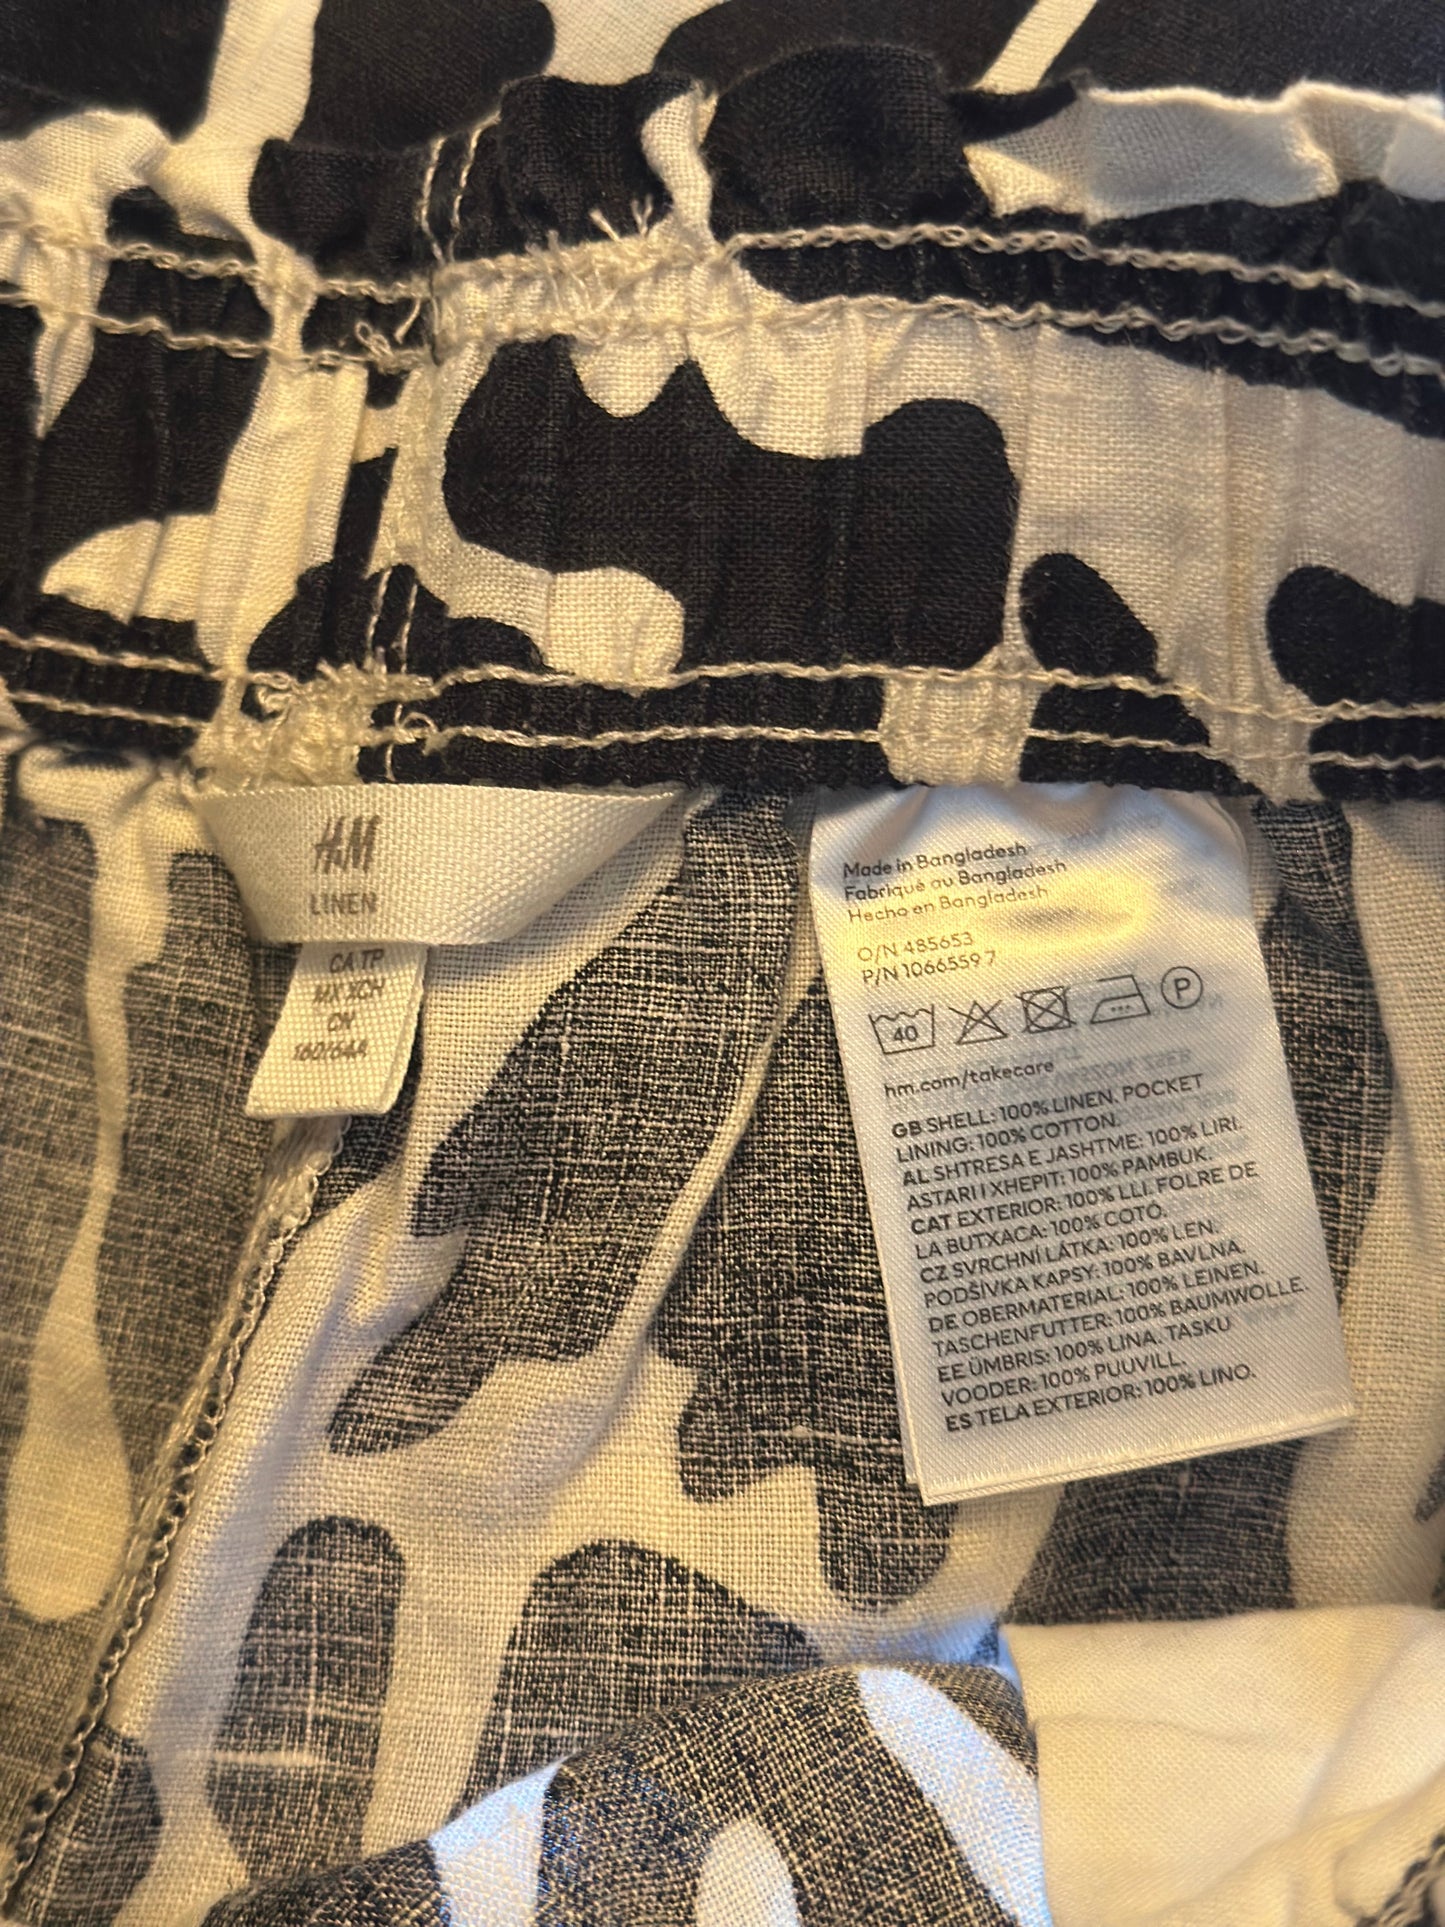 H&M
LINEN
CA TP
MX XCH
CN
160/64A
Made in Bangladesh
Fabriqué au Bangladesh
Hecho en Bangladesh
O/N 485653
P/N 1066559 7
40
P
hm.com/takecare
GB SHELL: 100% LINEN. POCKET
LINING: 100% COTTON.
AL SHTRESA E JASHTME: 100% LIRI.
ASTARI I XHEPIT: 100% PAMBUK.
CAT EXTERIOR: 100% LLI. FOLRE DE
LA BUTXACA: 100% COTÓ.
CZ SVRCHNÍ LÁTKA: 100% LEN.
PODŠÍVKA KAPSY: 100% BAVLNA.
DE OBERMATERIAL: 100% LEINEN.
TASCHENFUTTER: 100% BAUMWOLLE.
EE ÜMBRIS: 100% LINA. TASKU
VOODER: 100% PUUVILL.
ES TELA EXTERIOR: 100% LINO.